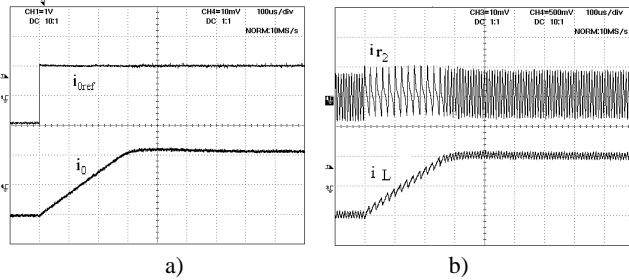 CH1=1V CH4=10mV 100us/div
DC 10:1 DC 1:1
NORM:10MS/s
i0ref
i0
a)
CH3=10mV CH4=500mV 100us/div
DC 1:1 DC 10:1
NORM:10MS/s
ir2
i L
b)